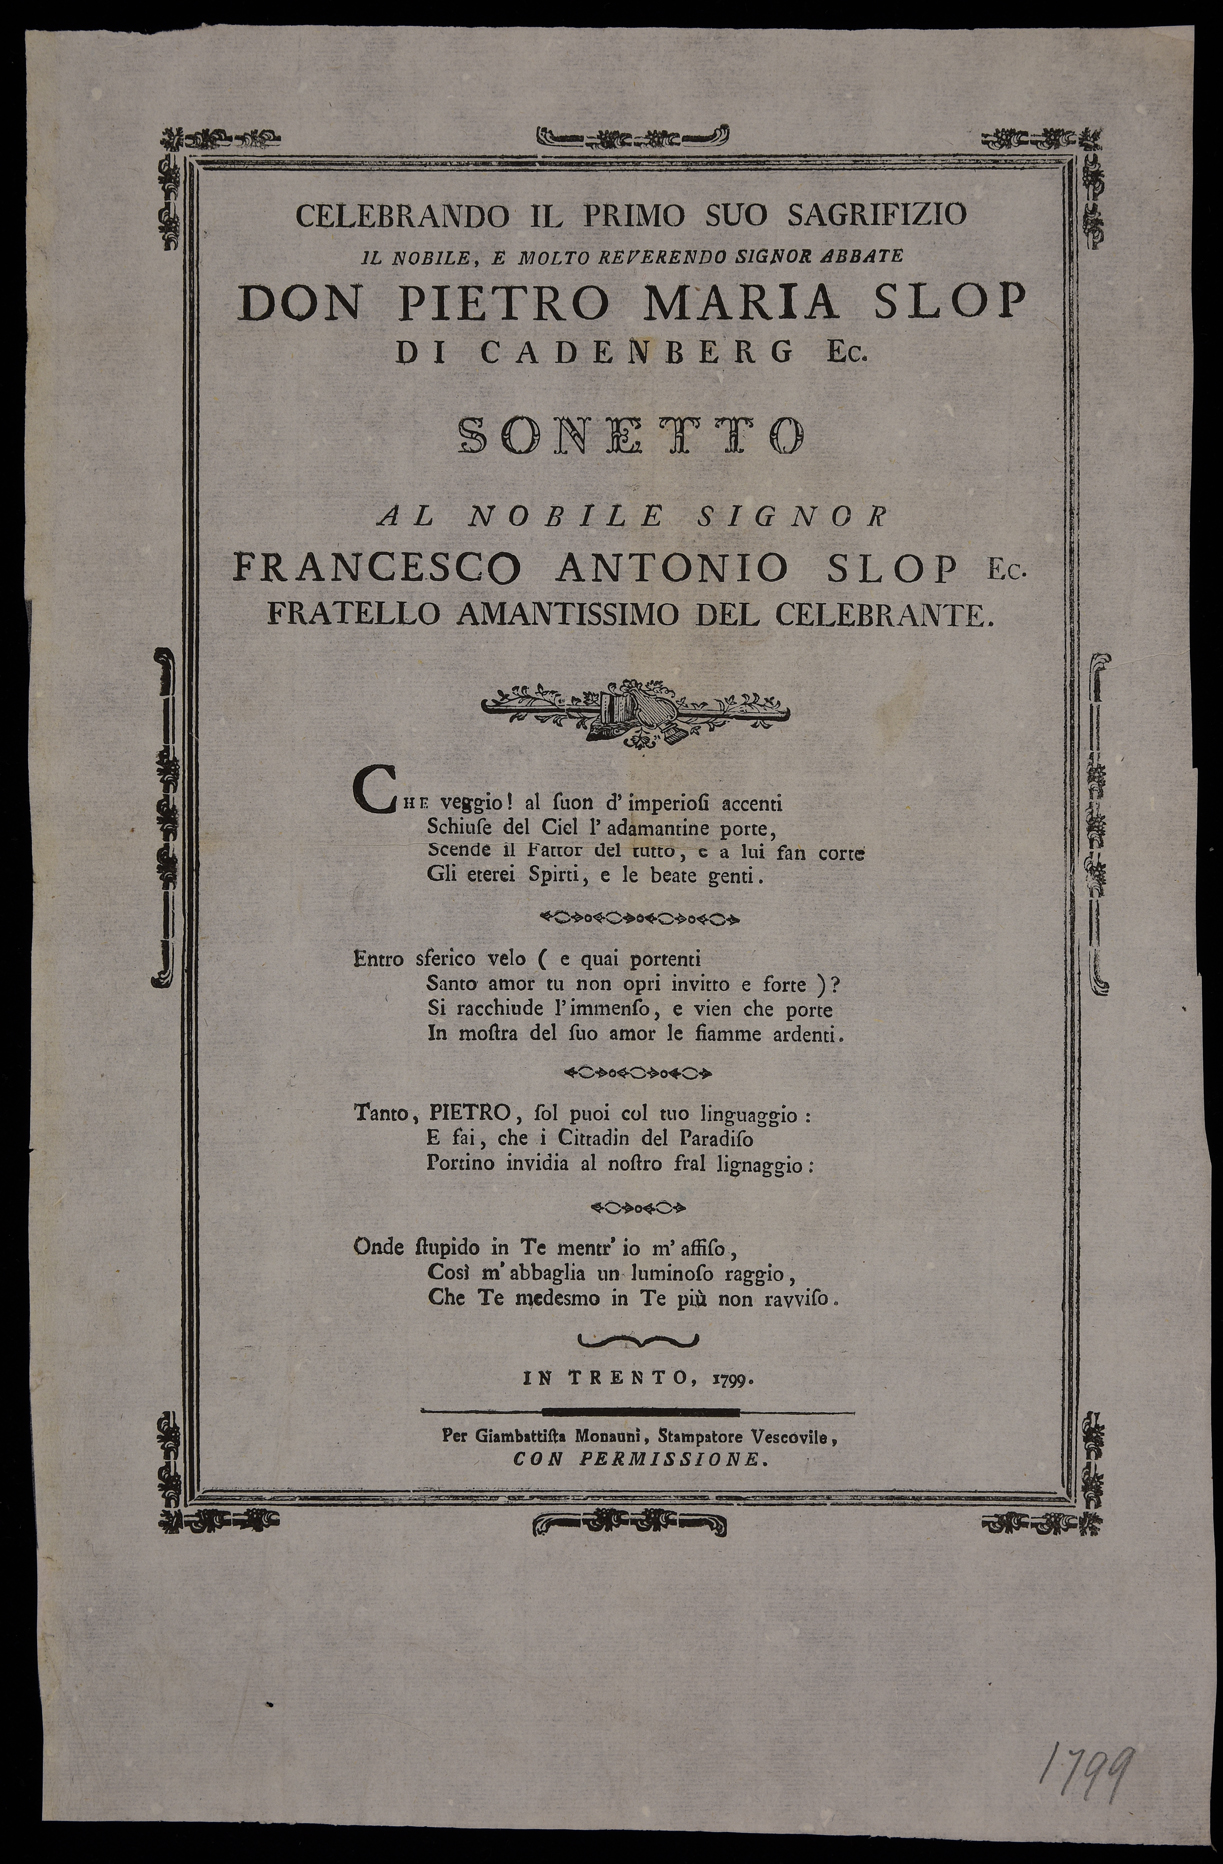 CELEBRANDO IL PRIMO SUO SAGRIFIZIO
IL NOBILE, E MOLTO REVERENDO SIGNOR ABBATE
DON PIETRO MARIA SLOP
DI CADENBERG Ec.
SONETTO
AL NOBILE SIGNOR
FRANCESCO ANTONIO SLOP Ec.
FRATELLO AMANTISSIMO DEL CELEBRANTE.
CHE veggio! al ſuon d' imperioſi accenti
Schiuſe del Ciel l' adamantine porte,
Scende il Fattor del tutto, e a lui fan corte
Gli eterei Spirti, e le beate genti.
Entro sferico velo ( e quai portenti
Santo amor tu non opri invitto e forte )?
Si racchiude l' immenſo, e vien che porte
In moſtra del ſuo amor le fiamme ardenti.
Tanto, PIETRO, ſol puoi col tuo linguaggio:
E fai, che i Cittadin del Paradiſo
Portino invidia al noſtro fral lignaggio:
Onde ſtupido in Te mentr' io m' affiſo,
Così m' abbaglia un luminoſo raggio,
Che Te medesmo in Te più non ravviſo.
IN TRENTO, 1799.
Per Giambattiſta Monaunì, Stampatore Vescovile,
CON PERMISSIONE.
1799